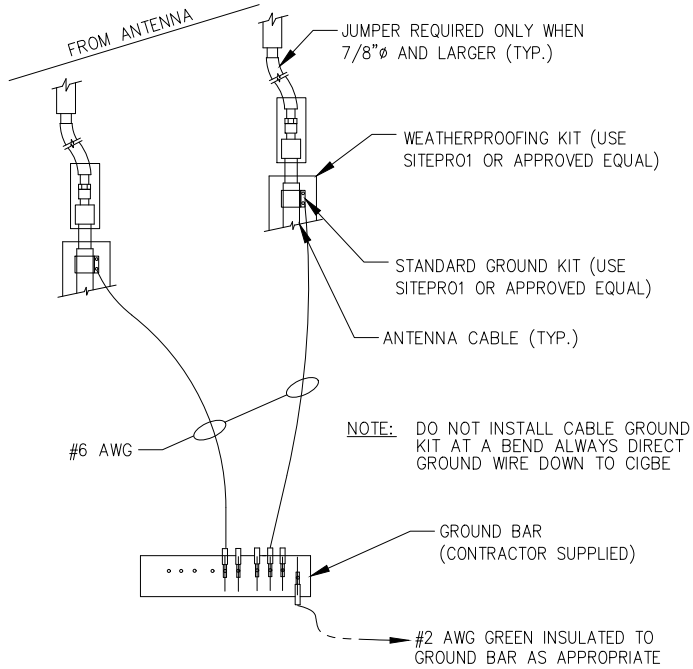 FROM ANTENNA
JUMPER REQUIRED ONLY WHEN
7/8"ø AND LARGER (TYP.)
WEATHERPROOFING KIT (USE
SITEPRO1 OR APPROVED EQUAL)
STANDARD GROUND KIT (USE
SITEPRO1 OR APPROVED EQUAL)
ANTENNA CABLE (TYP.)
#6 AWG
NOTE: DO NOT INSTALL CABLE GROUND
KIT AT A BEND ALWAYS DIRECT
GROUND WIRE DOWN TO CIGBE
GROUND BAR
(CONTRACTOR SUPPLIED)
#2 AWG GREEN INSULATED TO
GROUND BAR AS APPROPRIATE